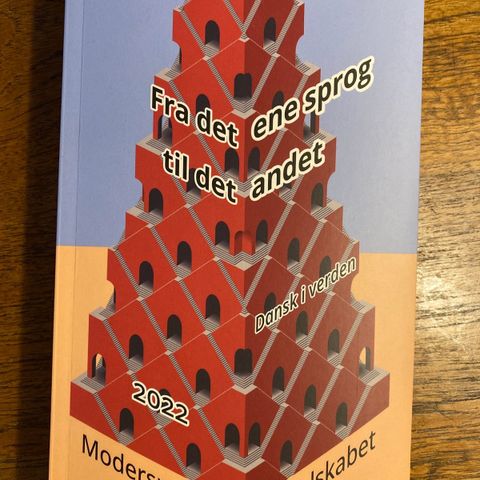 Fra det ene sprog
til det andet
Dansk i verden
2022